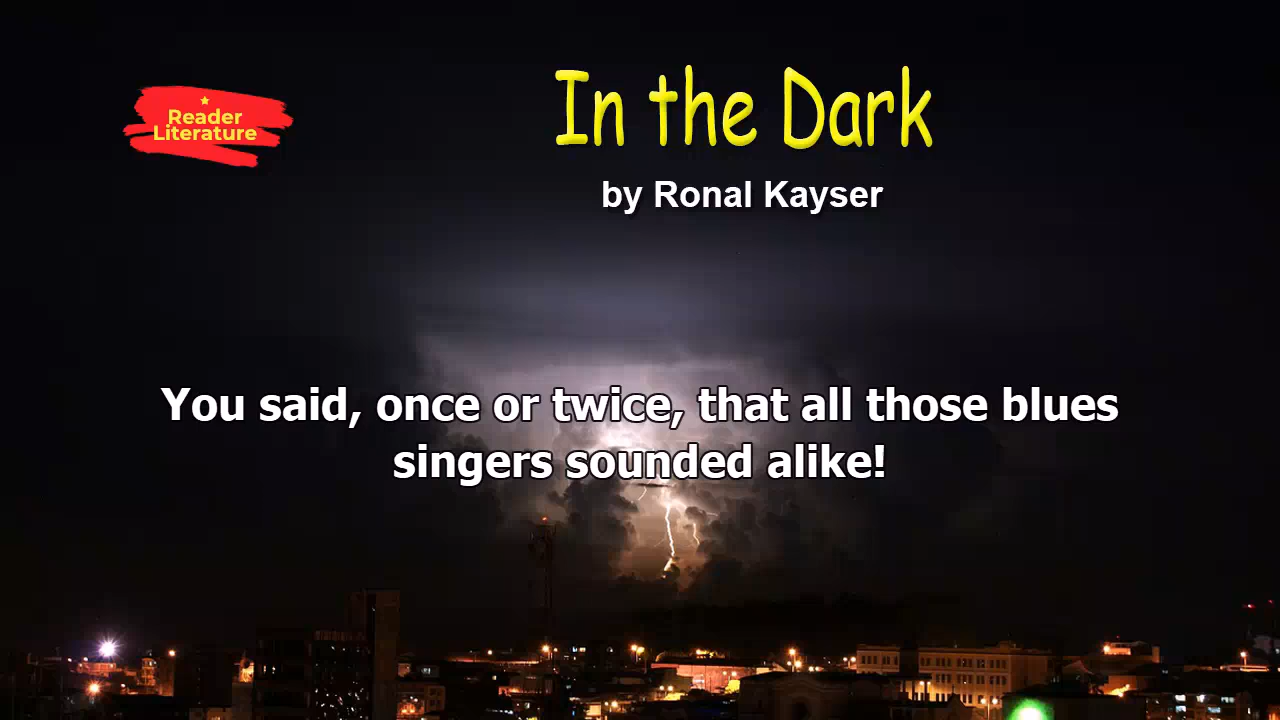 Reader
Literature
In the Dark
by Ronal Kayser
You said, once or twice, that all those blues
singers sounded alike!